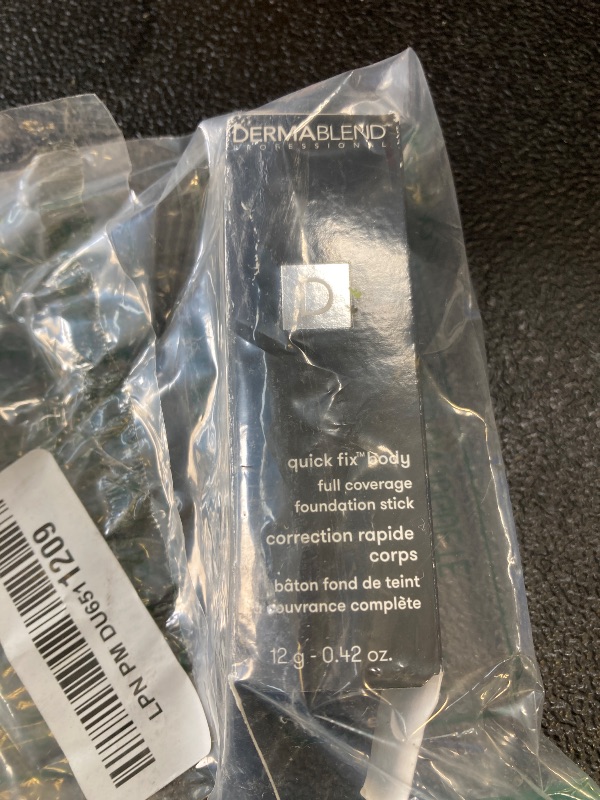 DERMABLEND
PROFESSIONAL
D
quick fix™ body
full coverage
foundation stick
correction rapide
corps
bâton fond de teint
couvrance complète
12 g - 0.42 oz.
LPN PM DU6511209